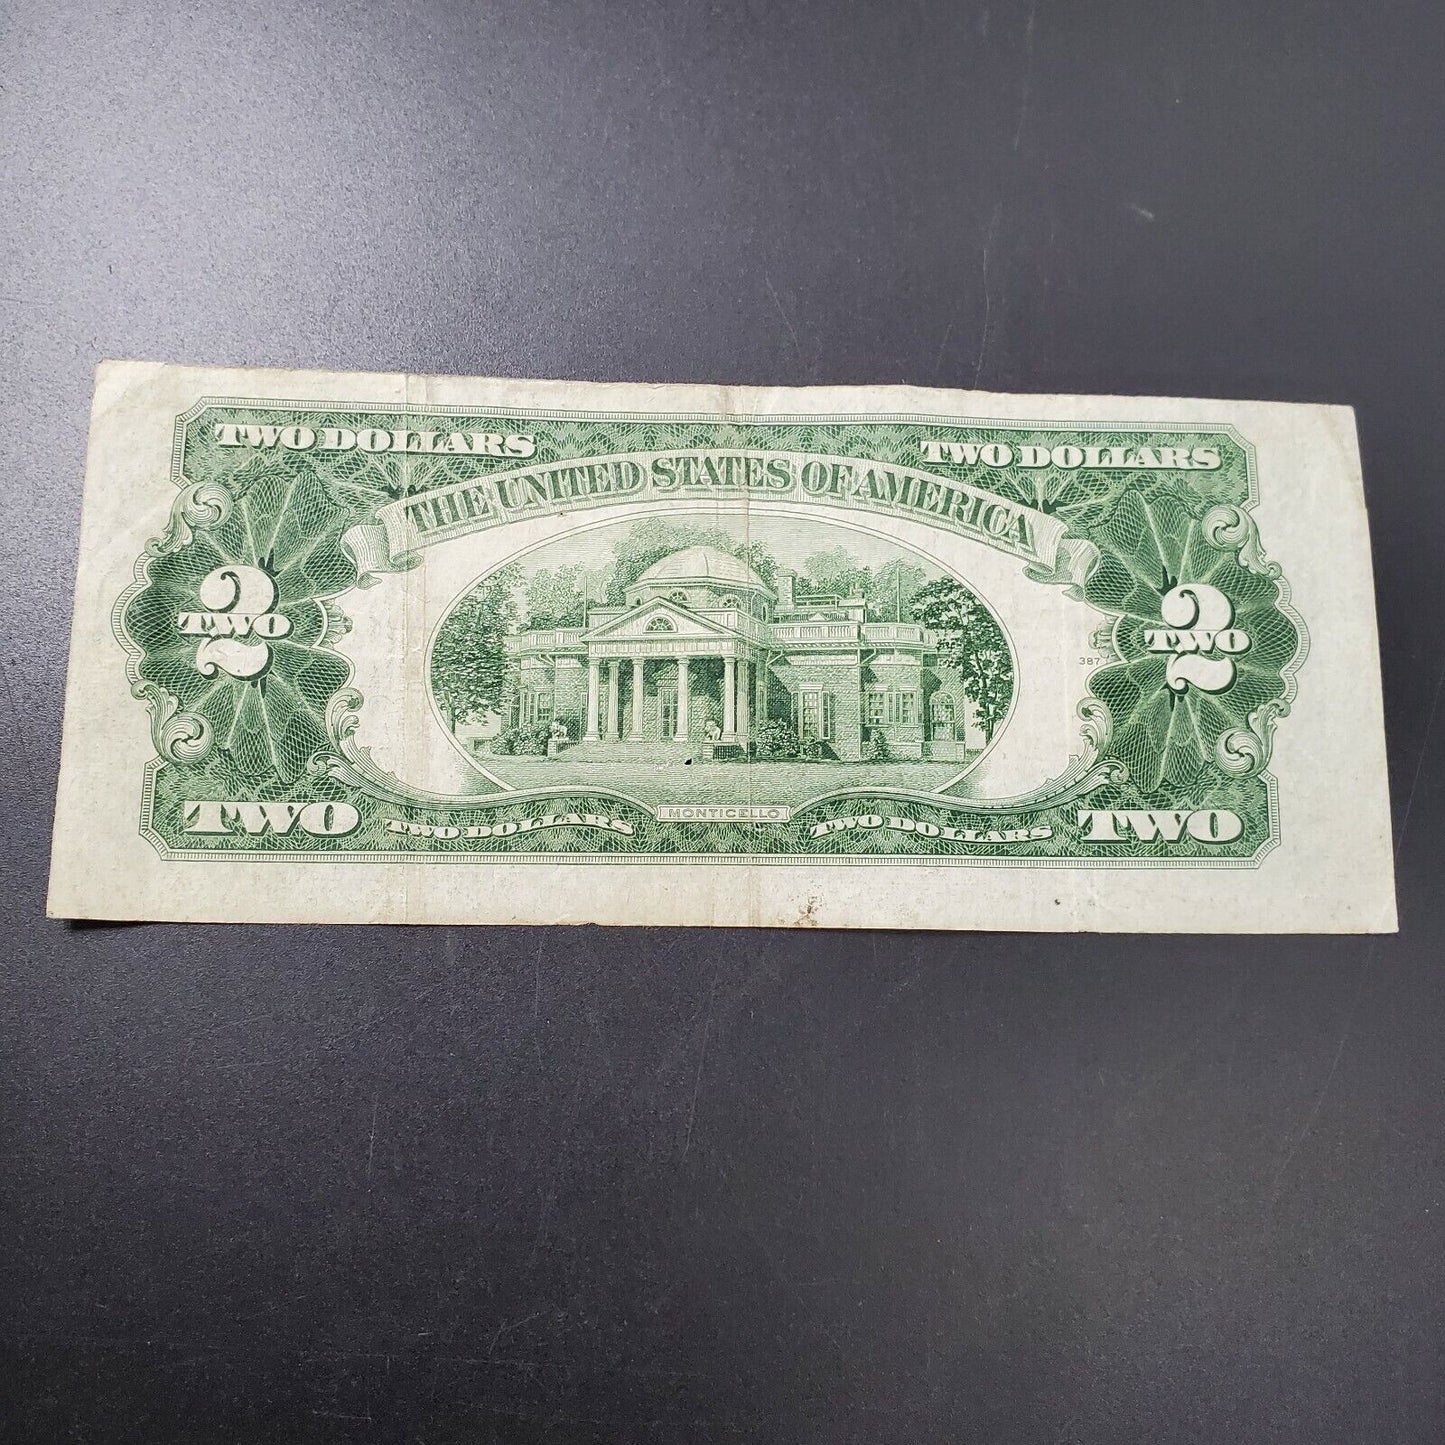 TWO DOLLARS TWO DOLLARS
THE UNITED STATES OF AMERICA
2 2
TWO TWO
387
MONTICELLO
TWO TWO DOLLARS TWO DOLLARS TWO